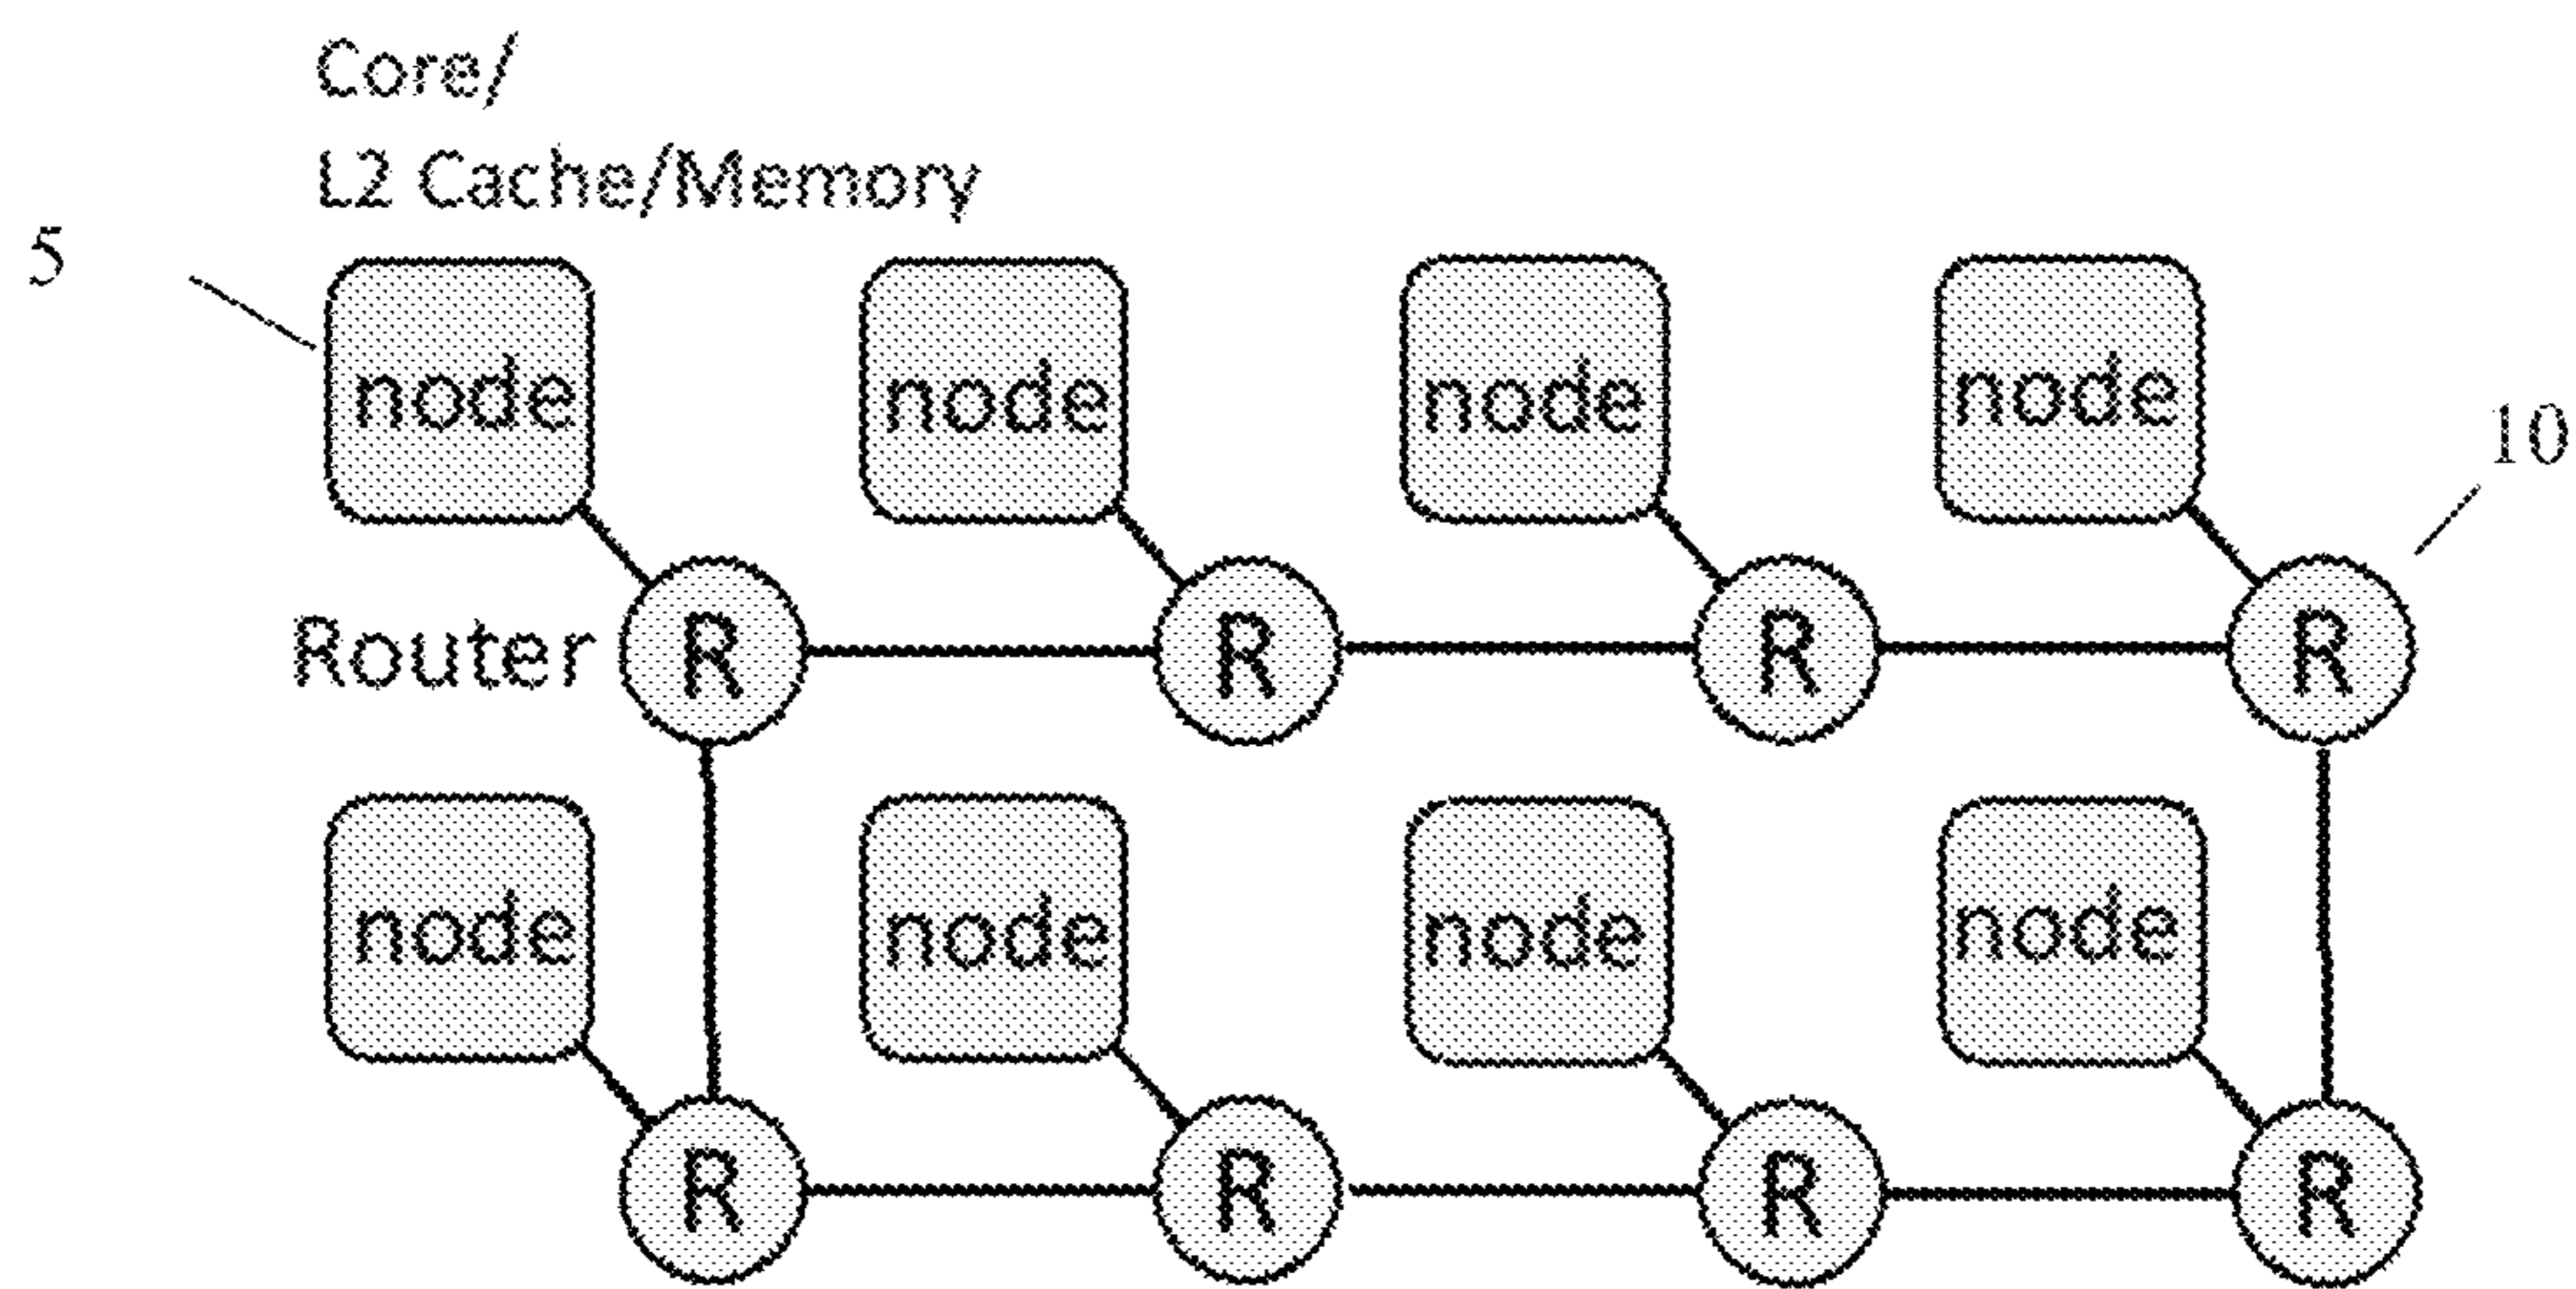 Core/
L2 Cache/Memory
5
node node node node
10
Router R R R R
node node node node
R R R R